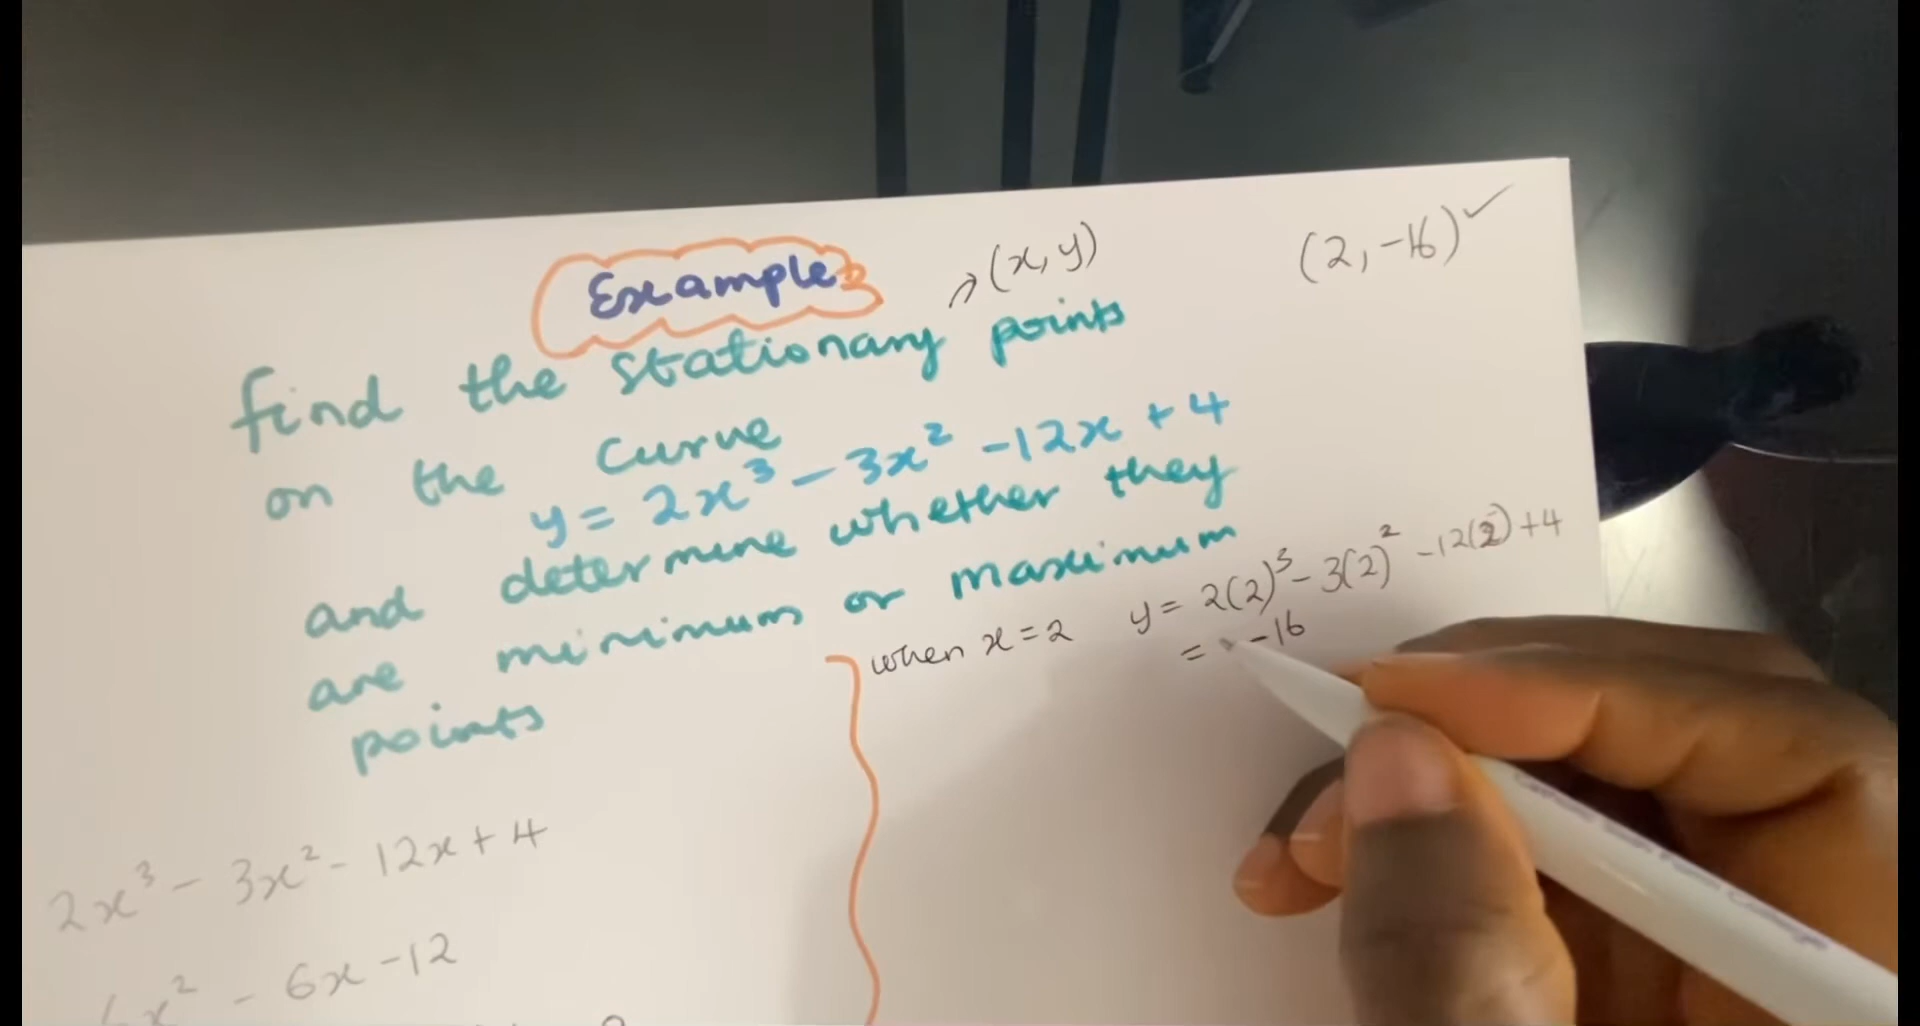 Example
(x, y)
(2, -16) ✓
find the stationary points
on the curve
y = 2x³ - 3x² - 12x + 4
and determine whether they
are minimum or maximum
points
when x = 2 y = 2(2)³ - 3(2)² - 12(2) + 4
= -16
2x³ - 3x² - 12x + 4
6x² - 6x - 12